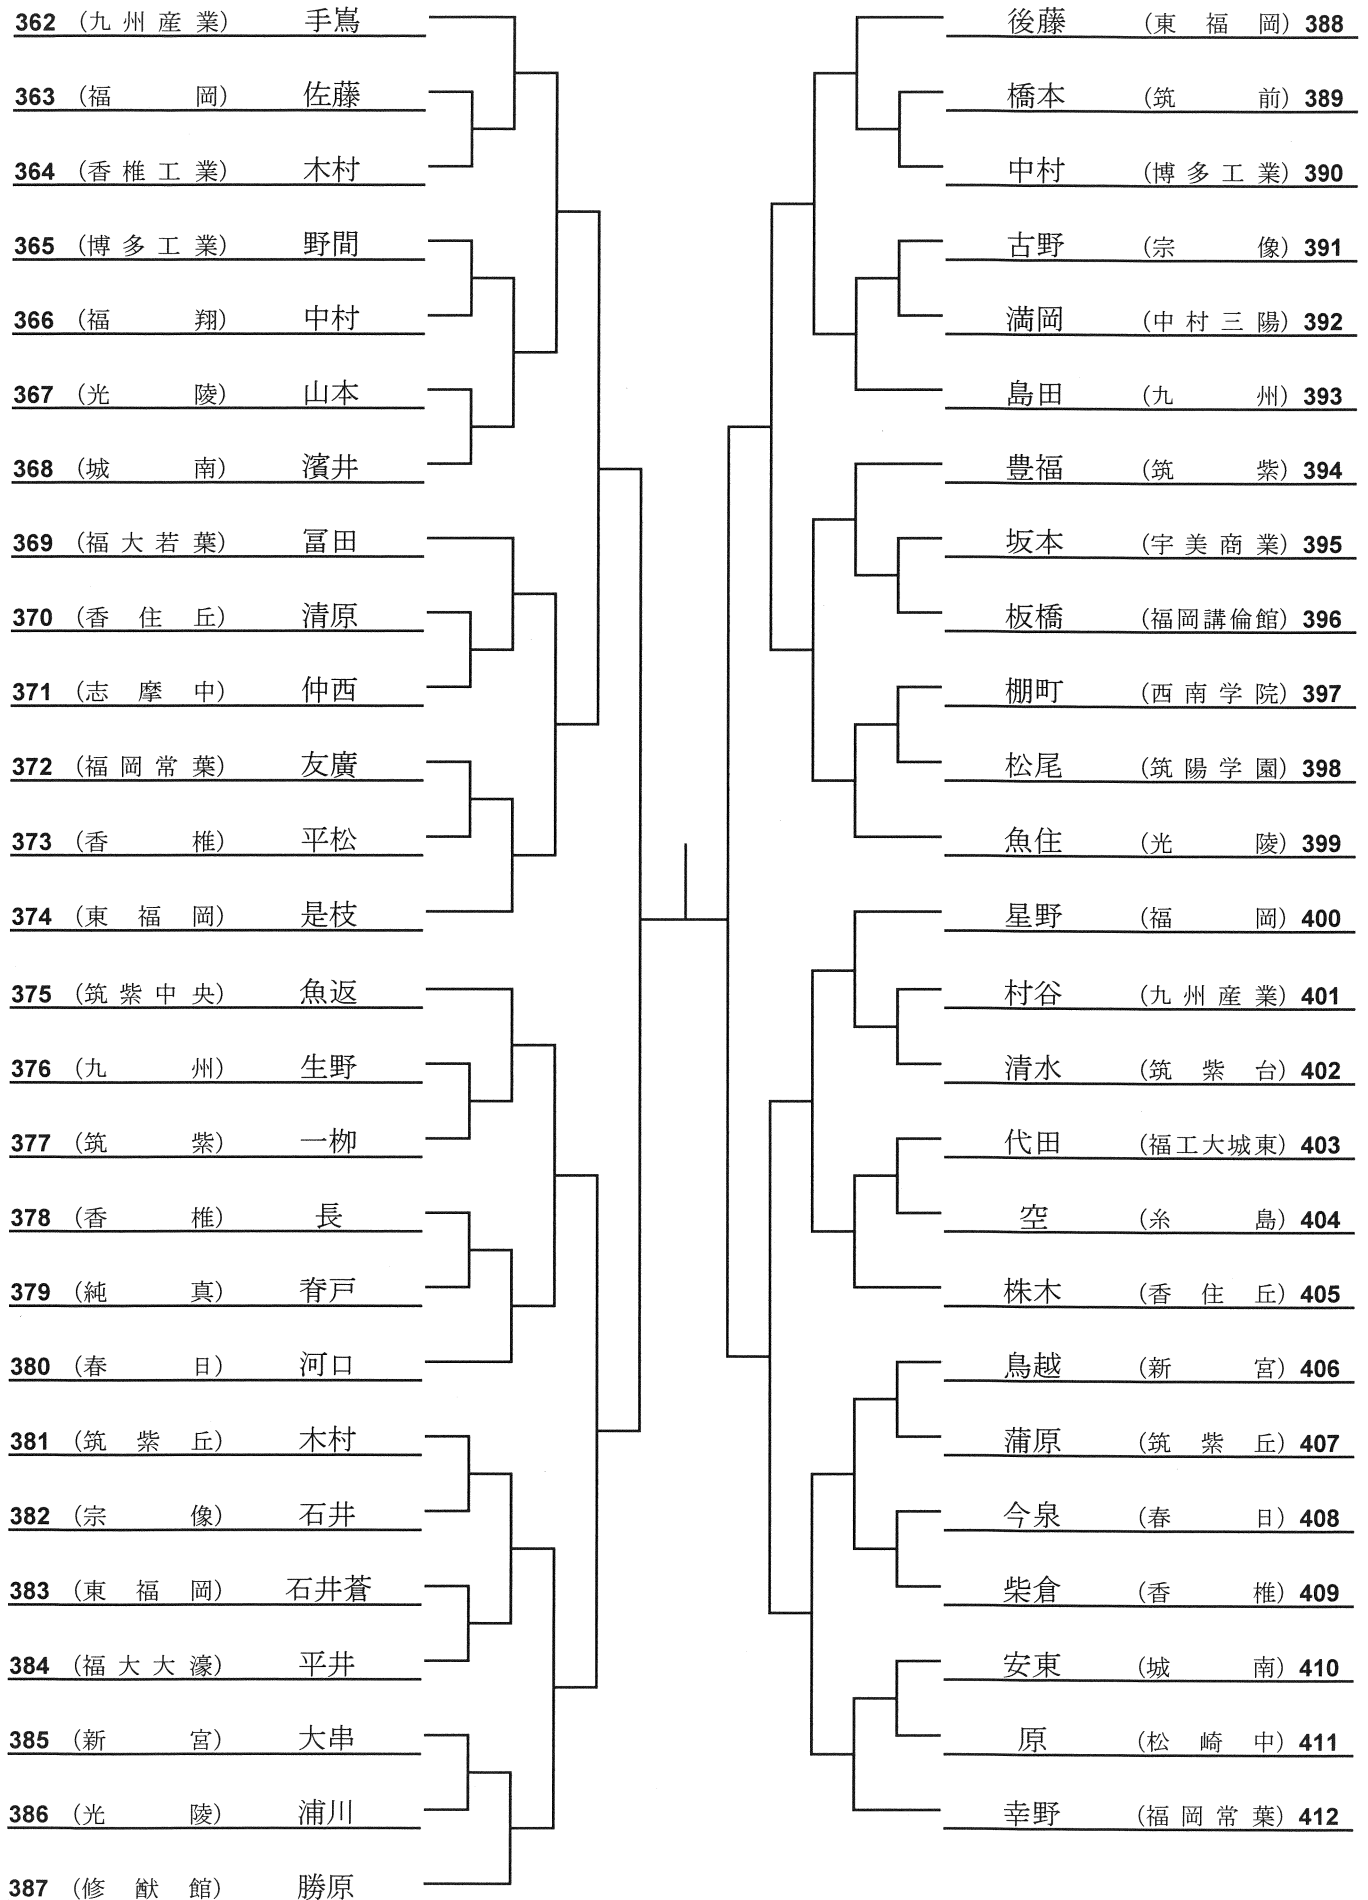 362 (九州産業) 手嶌
363 (福岡) 佐藤
364 (香椎工業) 木村
365 (博多工業) 野間
366 (福翔) 中村
367 (光陵) 山本
368 (城南) 濱井
369 (福大若葉) 冨田
370 (香住丘) 清原
371 (志摩中) 仲西
372 (福岡常葉) 友廣
373 (香椎) 平松
374 (東福岡) 是枝
375 (筑紫中央) 魚返
376 (九州) 生野
377 (筑紫) 一栁
378 (香椎) 長
379 (純真) 脊戸
380 (春日) 河口
381 (筑紫丘) 木村
382 (宗像) 石井
383 (東福岡) 石井蒼
384 (福大大濠) 平井
385 (新宮) 大串
386 (光陵) 浦川
387 (修猷館) 勝原
後藤 (東福岡) 388
橋本 (筑前) 389
中村 (博多工業) 390
古野 (宗像) 391
満岡 (中村三陽) 392
島田 (九州) 393
豊福 (筑紫) 394
坂本 (宇美商業) 395
板橋 (福岡講倫館) 396
棚町 (西南学院) 397
松尾 (筑陽学園) 398
魚住 (光陵) 399
星野 (福岡) 400
村谷 (九州産業) 401
清水 (筑紫台) 402
代田 (福工大城東) 403
空 (糸島) 404
株木 (香住丘) 405
鳥越 (新宮) 406
蒲原 (筑紫丘) 407
今泉 (春日) 408
柴倉 (香椎) 409
安東 (城南) 410
原 (松崎中) 411
幸野 (福岡常葉) 412